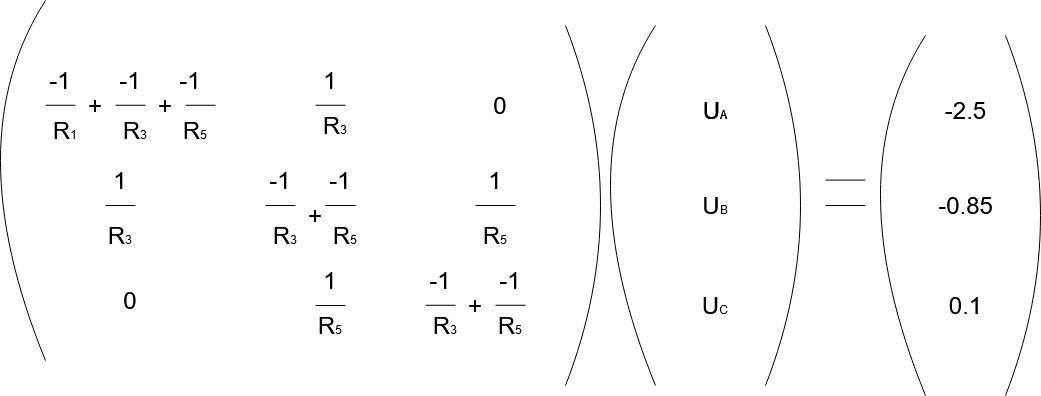 -1/R1 + -1/R3 + -1/R5 1/R3 0 UA -2.5
1/R3 -1/R3 + -1/R5 1/R5 UB = -0.85
0 1/R5 -1/R3 + -1/R5 UC 0.1